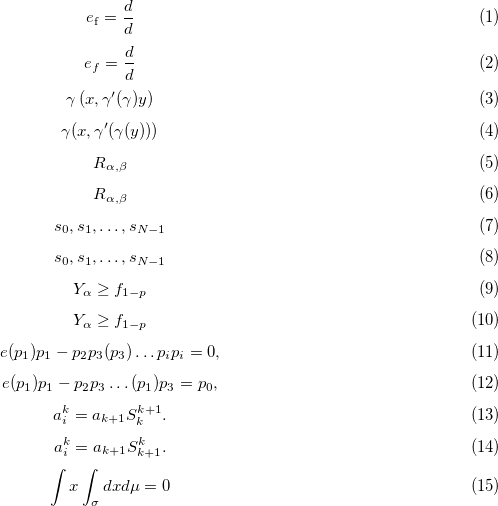 e_f = d/d (1)
e_f = d/d (2)
γ (x, γ′(γ)y) (3)
γ(x, γ′(γ(y))) (4)
R_{α,β} (5)
R_{α,β} (6)
s_0, s_1, . . . , s_{N−1} (7)
s_0, s_1, . . . , s_{N−1} (8)
Y_α ≥ f_{1−p} (9)
Y_α ≥ f_{1−p} (10)
e(p_1)p_1 − p_2p_3(p_3) . . . p_ip_i = 0, (11)
e(p_1)p_1 − p_2p_3 . . . (p_1)p_3 = p_0, (12)
a_i^k = a_{k+1}S_k^{k+1}. (13)
a_i^k = a_{k+1}S_{k+1}^k. (14)
∫ x ∫_σ dxdμ = 0 (15)